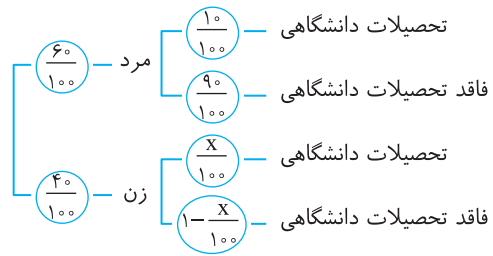 ۱۰/۱۰۰ تحصیلات دانشگاهی
۶۰/۱۰۰ مرد
۹۰/۱۰۰ فاقد تحصیلات دانشگاهی
x/۱۰۰ تحصیلات دانشگاهی
۴۰/۱۰۰ زن
۱ − x/۱۰۰ فاقد تحصیلات دانشگاهی